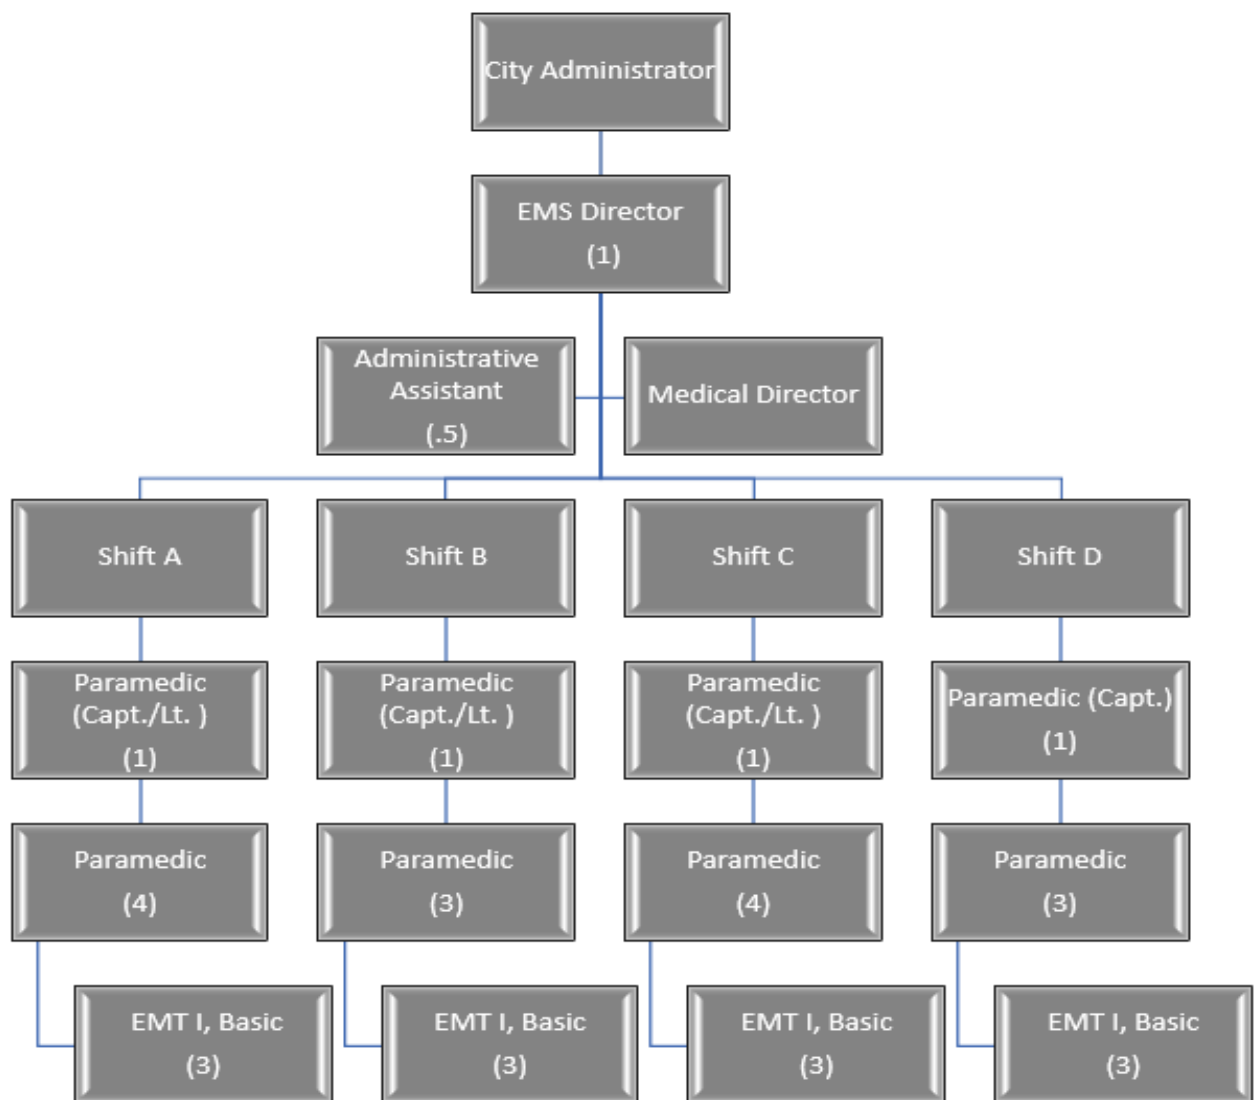 City Administrator
EMS Director
(1)
Administrative
Assistant
(.5)
Medical Director
Shift A
Shift B
Shift C
Shift D
Paramedic
(Capt./Lt. )
(1)
Paramedic
(Capt./Lt. )
(1)
Paramedic
(Capt./Lt. )
(1)
Paramedic (Capt.)
(1)
Paramedic
(4)
Paramedic
(3)
Paramedic
(4)
Paramedic
(3)
EMT I, Basic
(3)
EMT I, Basic
(3)
EMT I, Basic
(3)
EMT I, Basic
(3)